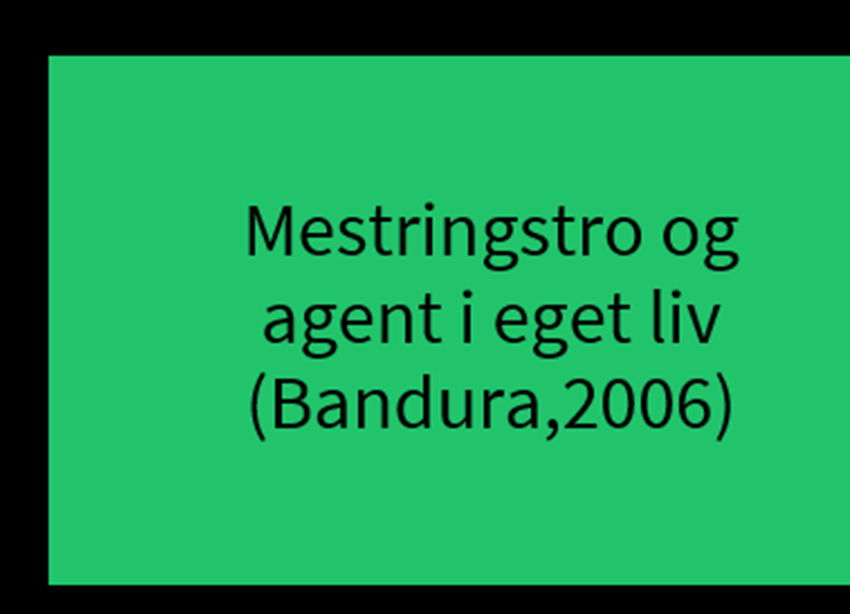 Mestringstro og
agent i eget liv
(Bandura,2006)